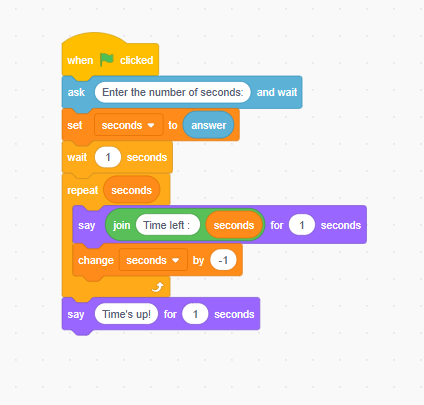 when clicked
ask Enter the number of seconds: and wait
set seconds to answer
wait 1 seconds
repeat seconds
say join Time left : seconds for 1 seconds
change seconds by -1
say Time's up! for 1 seconds